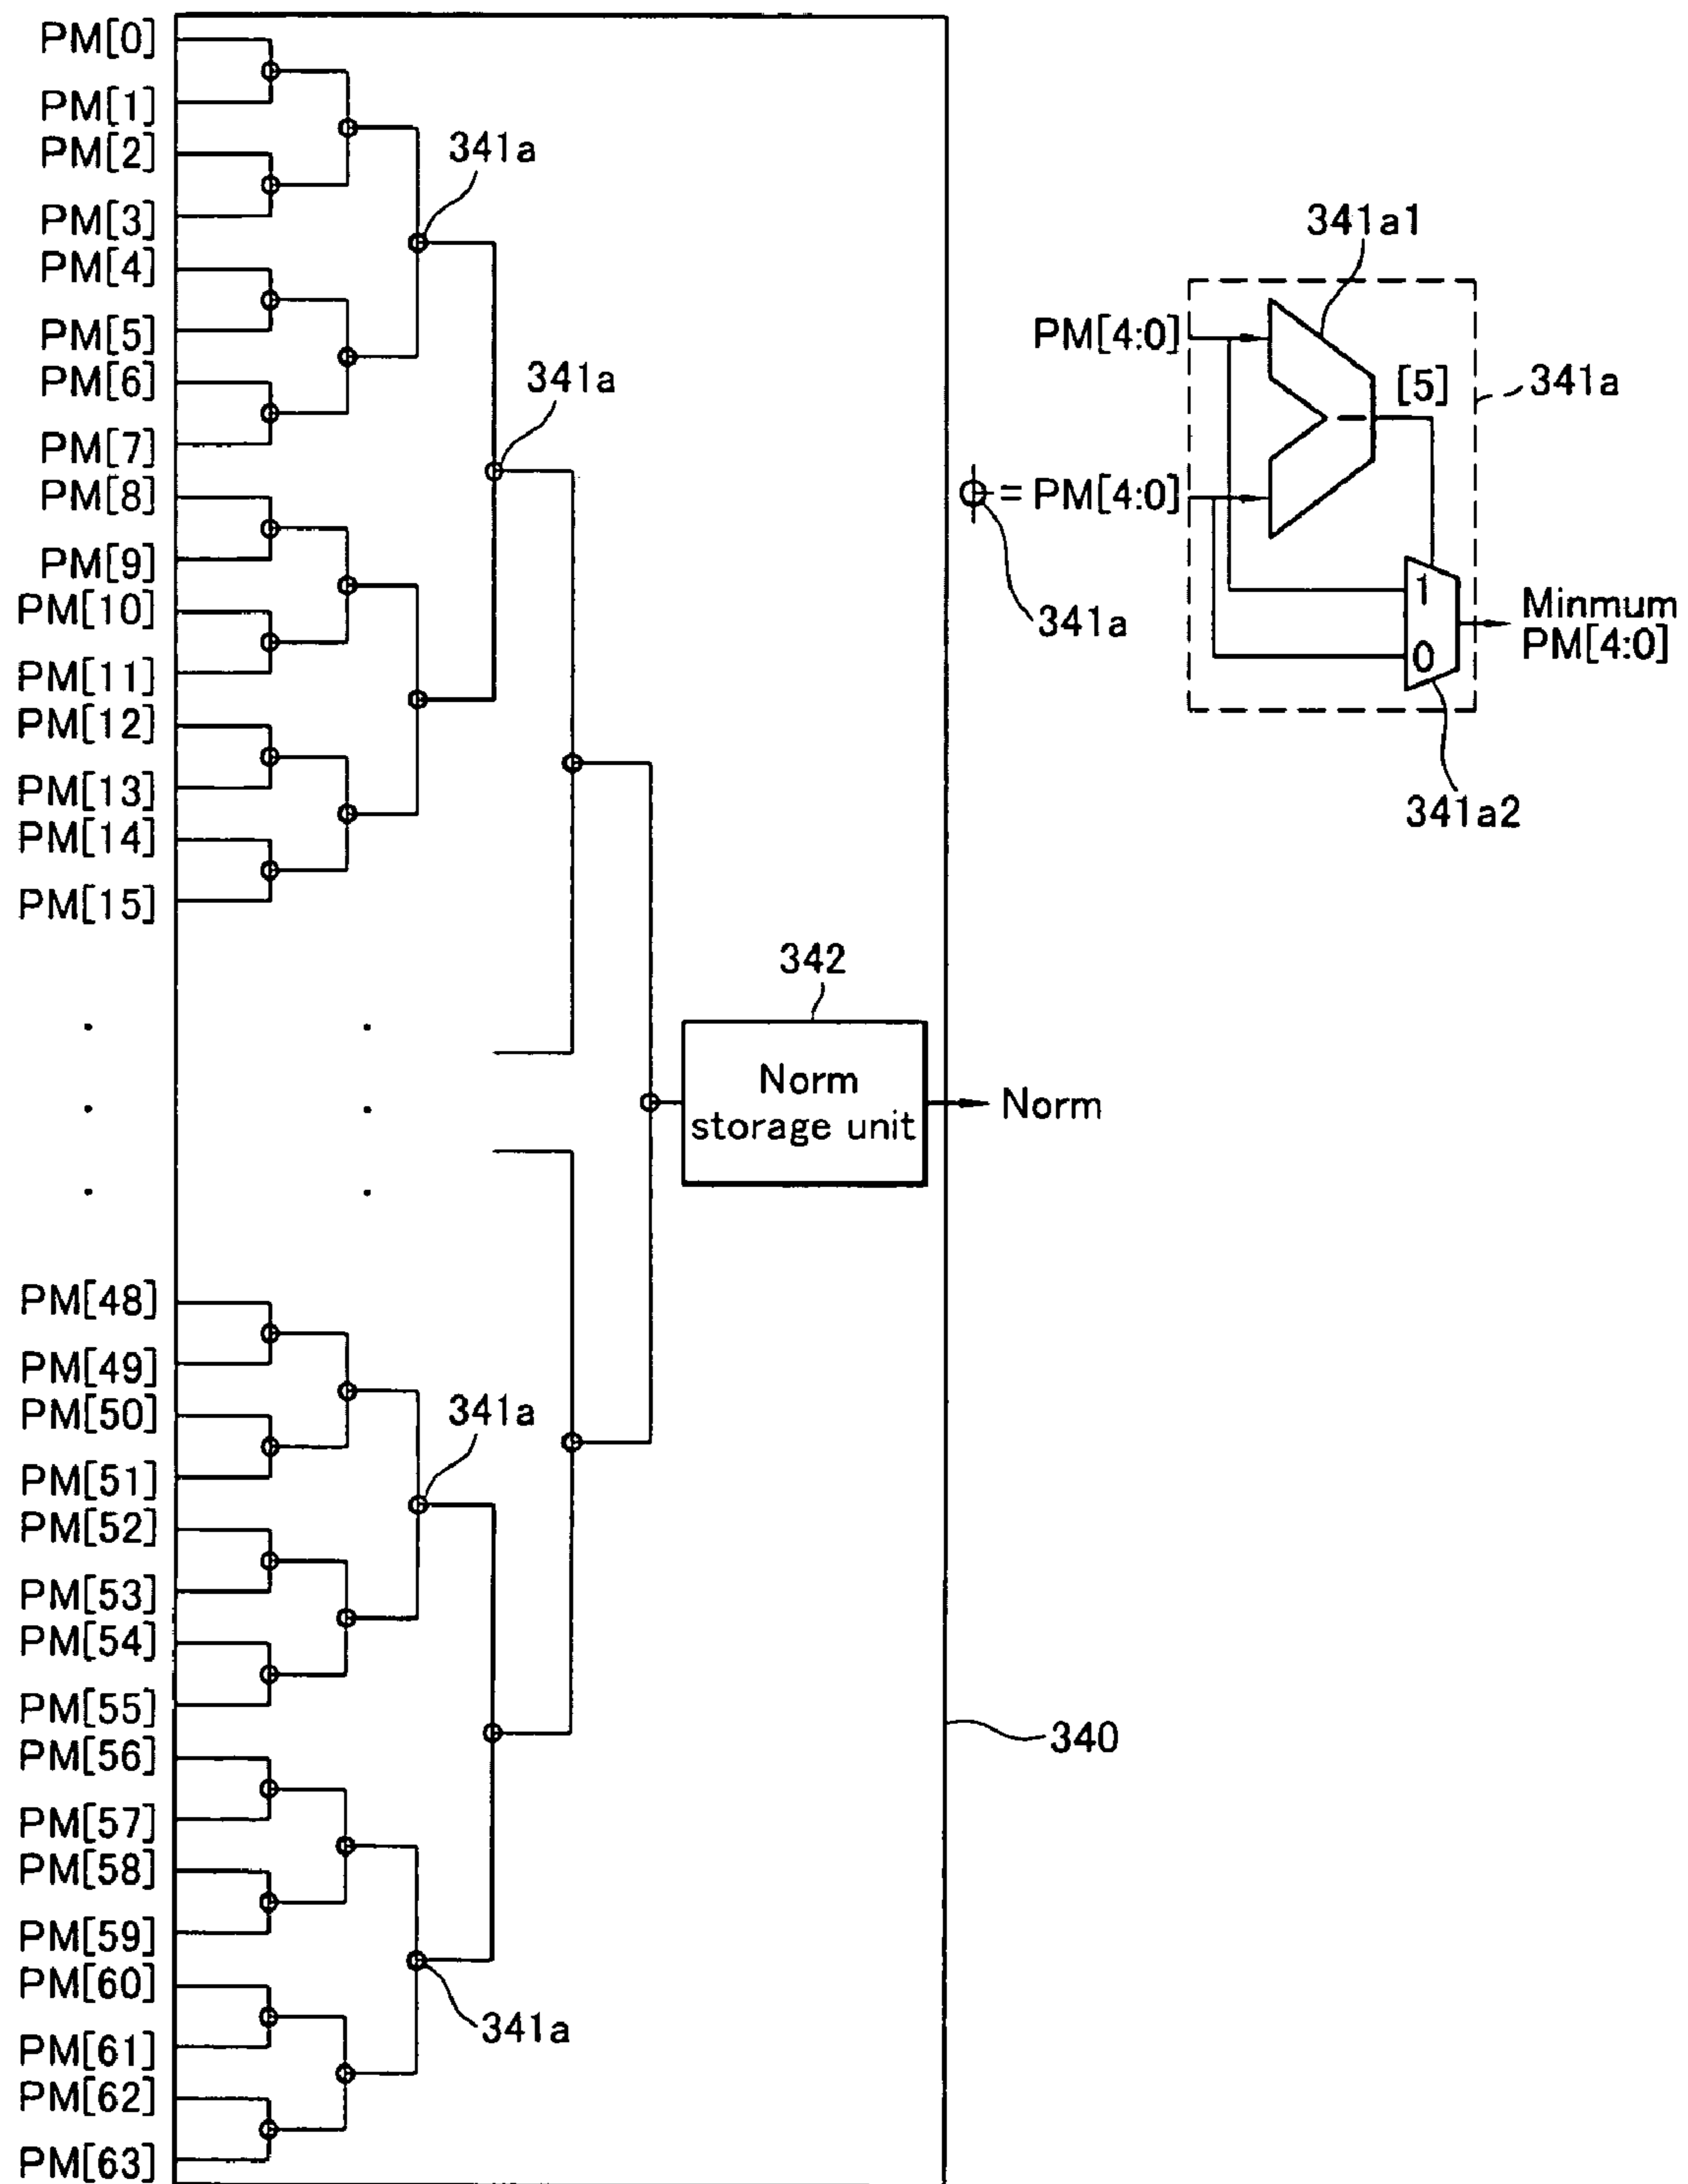 PM[0]
PM[1]
PM[2]
PM[3]
PM[4]
PM[5]
PM[6]
PM[7]
PM[8]
PM[9]
PM[10]
PM[11]
PM[12]
PM[13]
PM[14]
PM[15]
PM[48]
PM[49]
PM[50]
PM[51]
PM[52]
PM[53]
PM[54]
PM[55]
PM[56]
PM[57]
PM[58]
PM[59]
PM[60]
PM[61]
PM[62]
PM[63]
341a
341a
341a
341a
342
Norm
storage unit
Norm
340
341a1
PM[4:0]
[5]
341a
= PM[4:0]
341a
1
0
Minmum
PM[4:0]
341a2